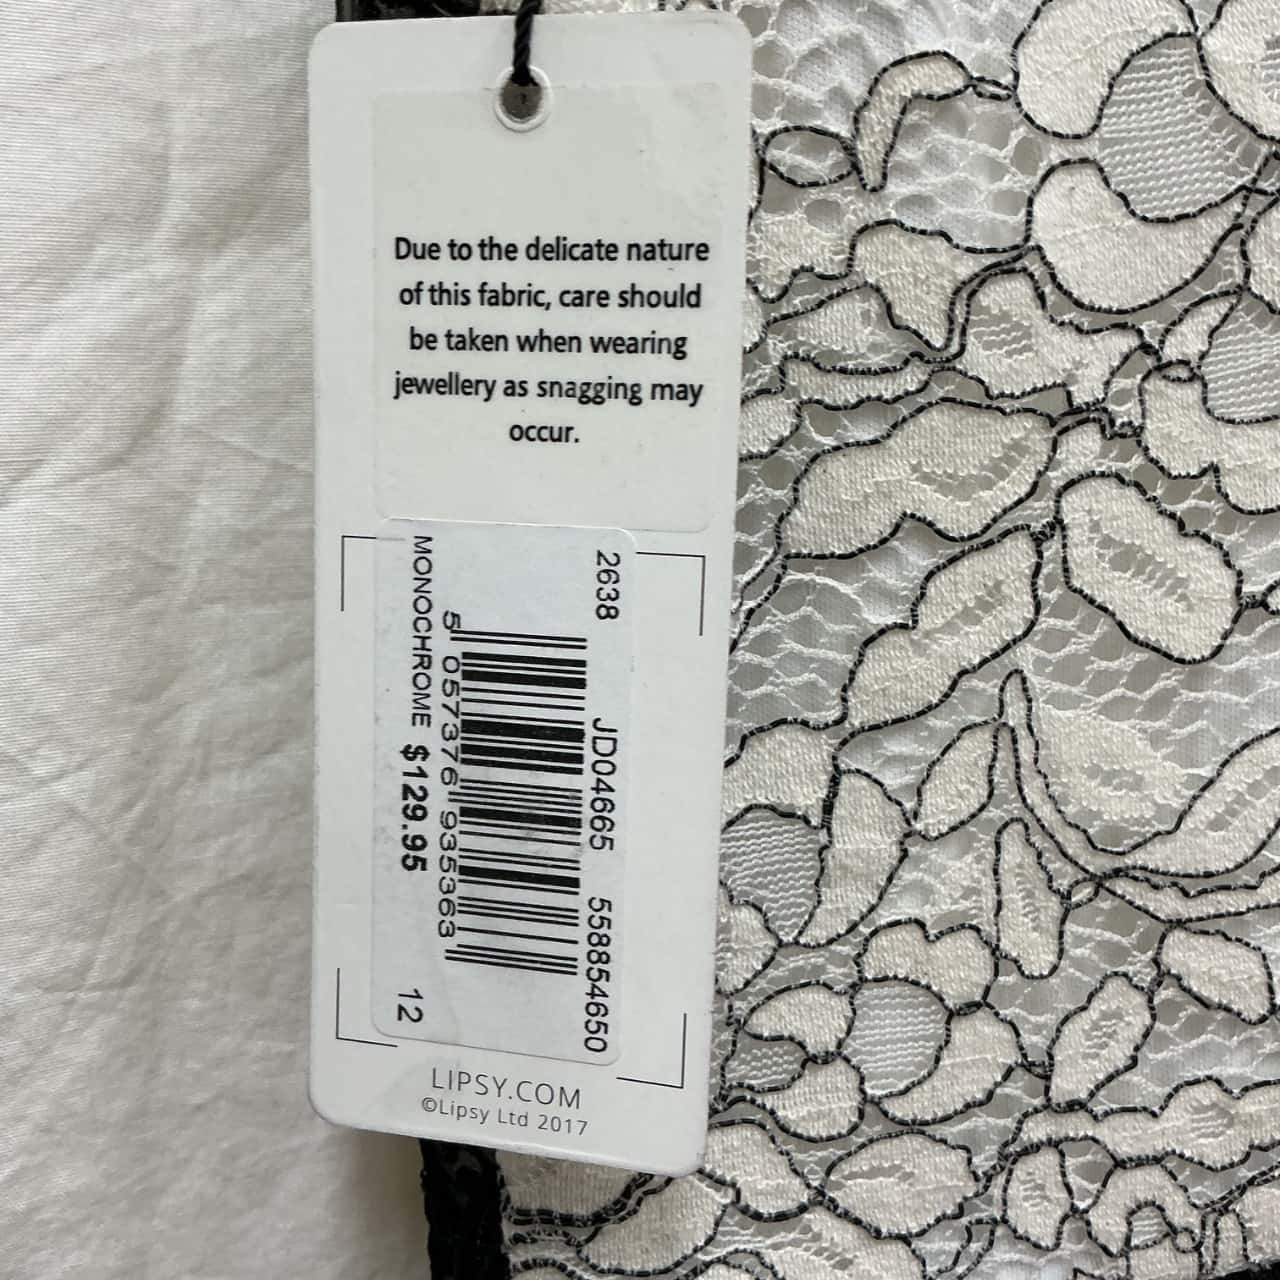 Due to the delicate nature
of this fabric, care should
be taken when wearing
jewellery as snagging may
occur.
2638 JD04665 558854650
5 057376 935363
MONOCHROME $129.95 12
LIPSY.COM
©Lipsy Ltd 2017